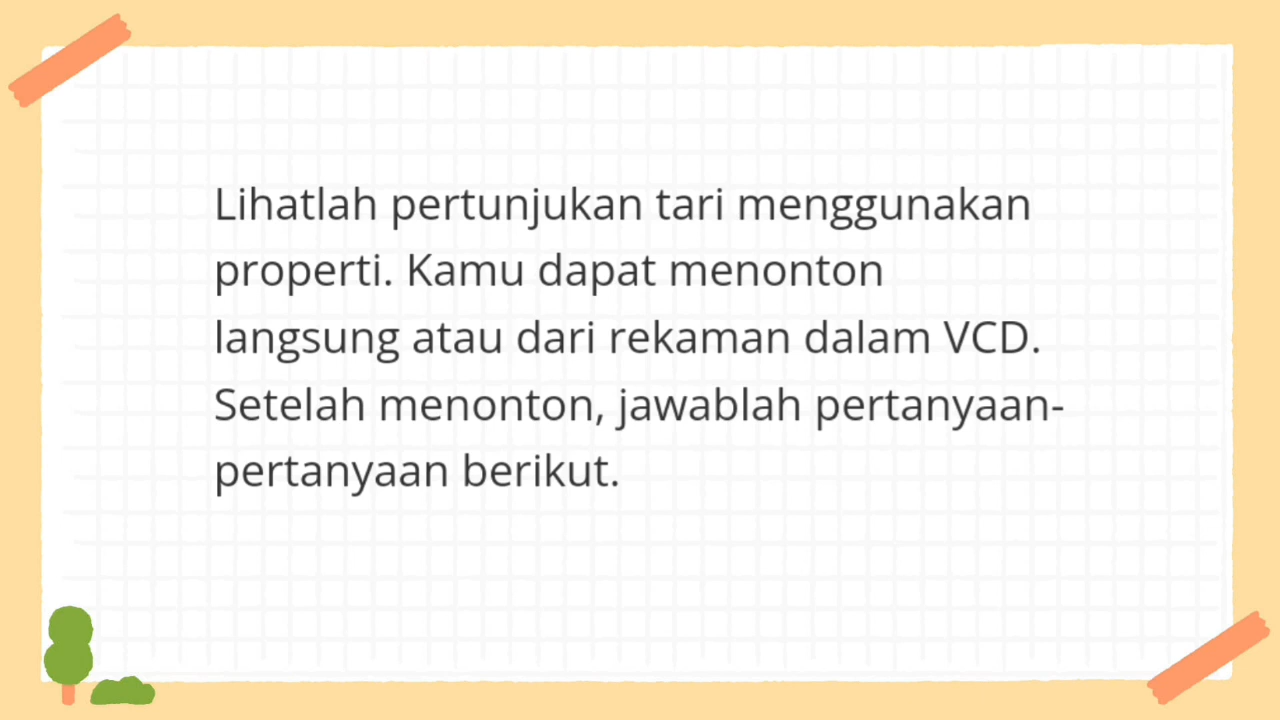 Lihatlah pertunjukan tari menggunakan
properti. Kamu dapat menonton
langsung atau dari rekaman dalam VCD.
Setelah menonton, jawablah pertanyaan-
pertanyaan berikut.